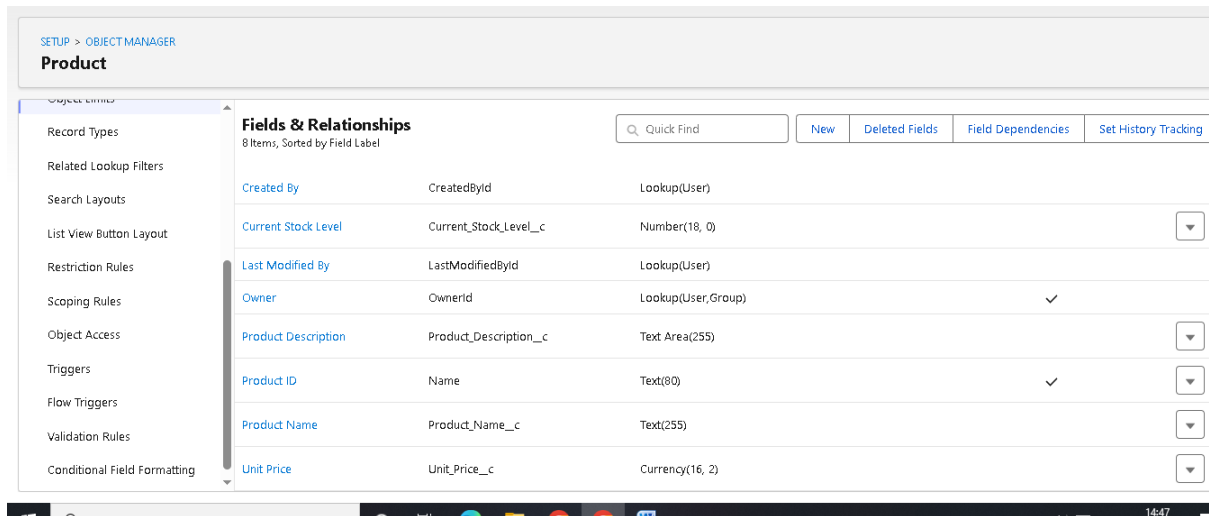 SETUP > OBJECT MANAGER
Product
Object Limits
Record Types
Related Lookup Filters
Search Layouts
List View Button Layout
Restriction Rules
Scoping Rules
Object Access
Triggers
Flow Triggers
Validation Rules
Conditional Field Formatting
Fields & Relationships
8 Items, Sorted by Field Label
Quick Find
New
Deleted Fields
Field Dependencies
Set History Tracking
Created By CreatedById Lookup(User)
Current Stock Level Current_Stock_Level__c Number(18, 0)
Last Modified By LastModifiedById Lookup(User)
Owner OwnerId Lookup(User,Group)
Product Description Product_Description__c Text Area(255)
Product ID Name Text(80)
Product Name Product_Name__c Text(255)
Unit Price Unit_Price__c Currency(16, 2)
14:47